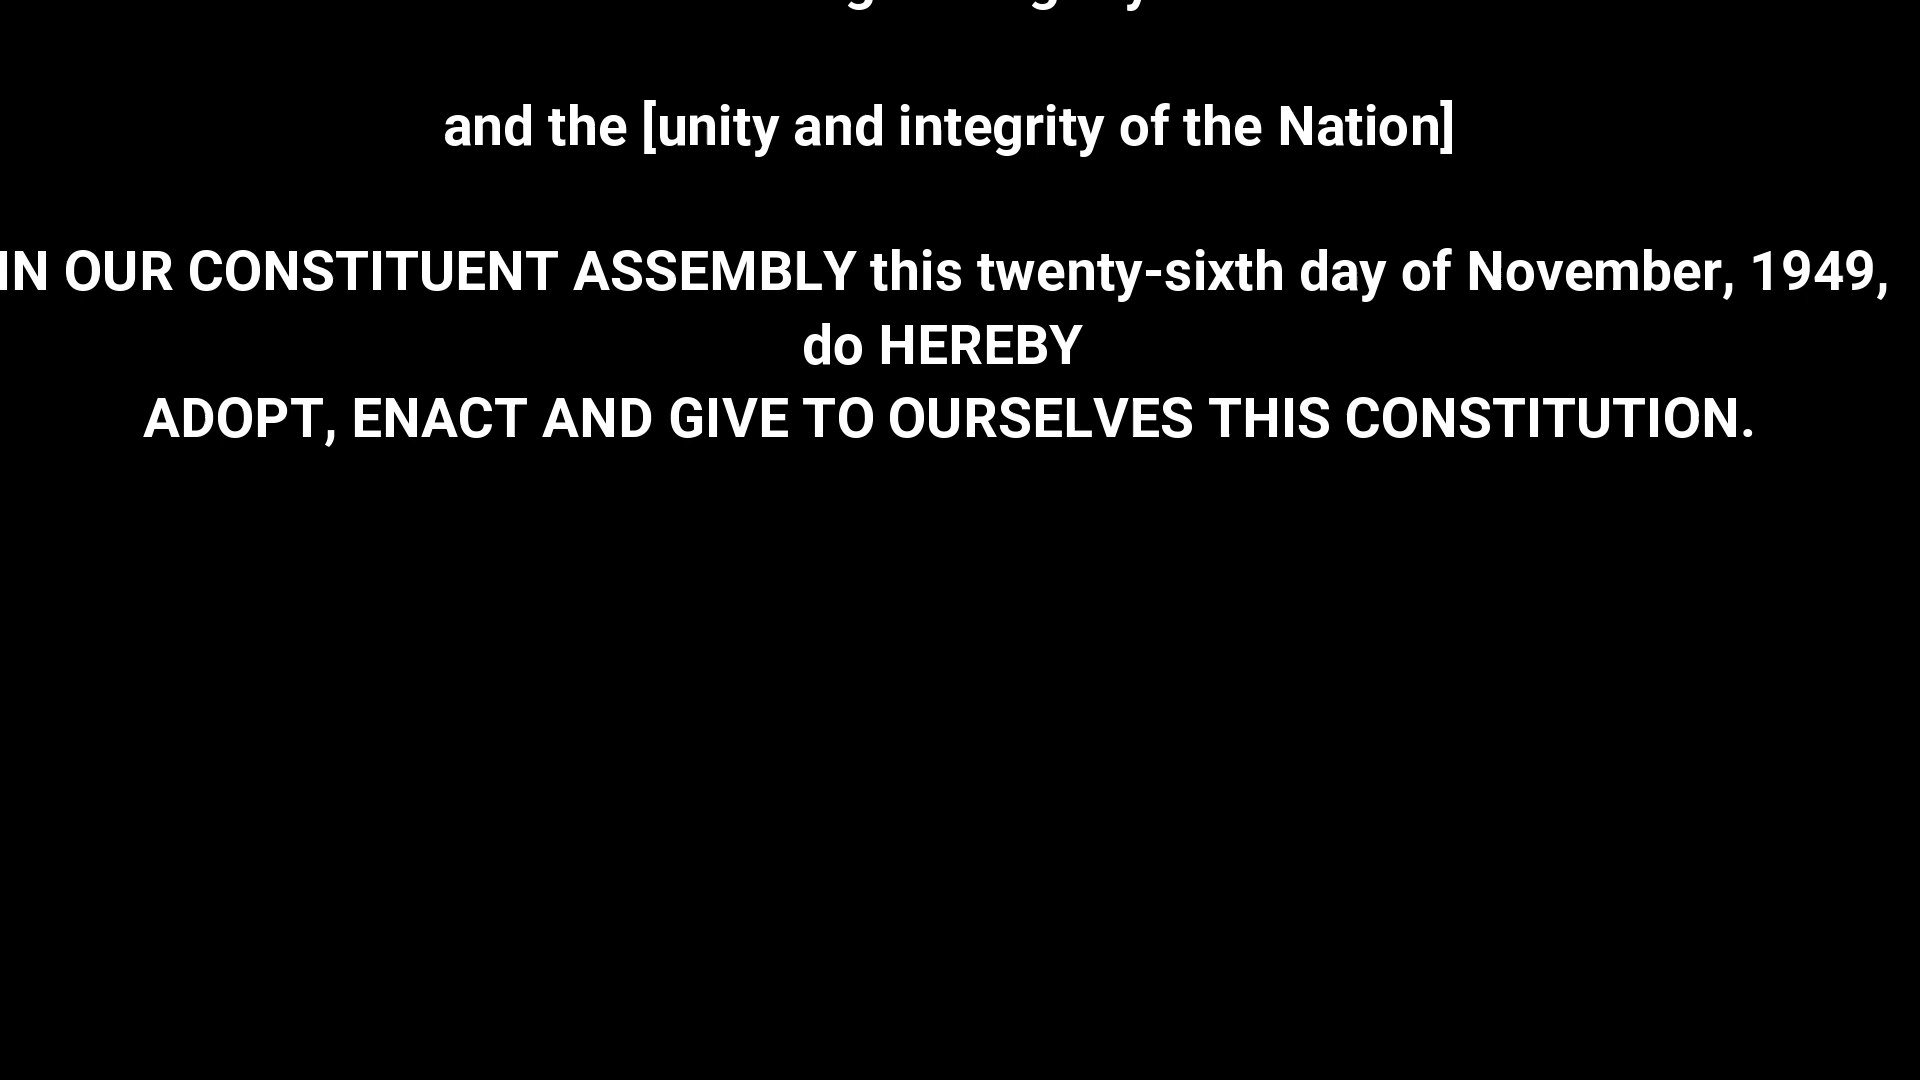 and the [unity and integrity of the Nation]
IN OUR CONSTITUENT ASSEMBLY this twenty-sixth day of November, 1949,
do HEREBY
ADOPT, ENACT AND GIVE TO OURSELVES THIS CONSTITUTION.